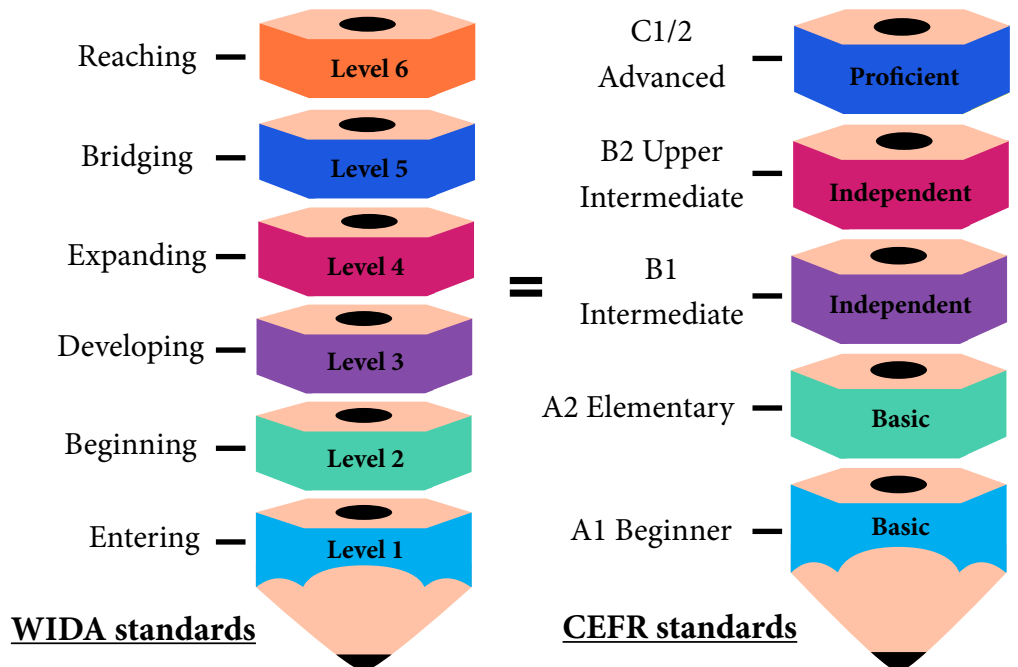 Reaching
Level 6
Bridging
Level 5
Expanding
Level 4
Developing
Level 3
Beginning
Level 2
Entering
Level 1
WIDA standards
=
C1/2
Advanced
Proficient
B2 Upper
Intermediate
Independent
B1
Intermediate
Independent
A2 Elementary
Basic
A1 Beginner
Basic
CEFR standards